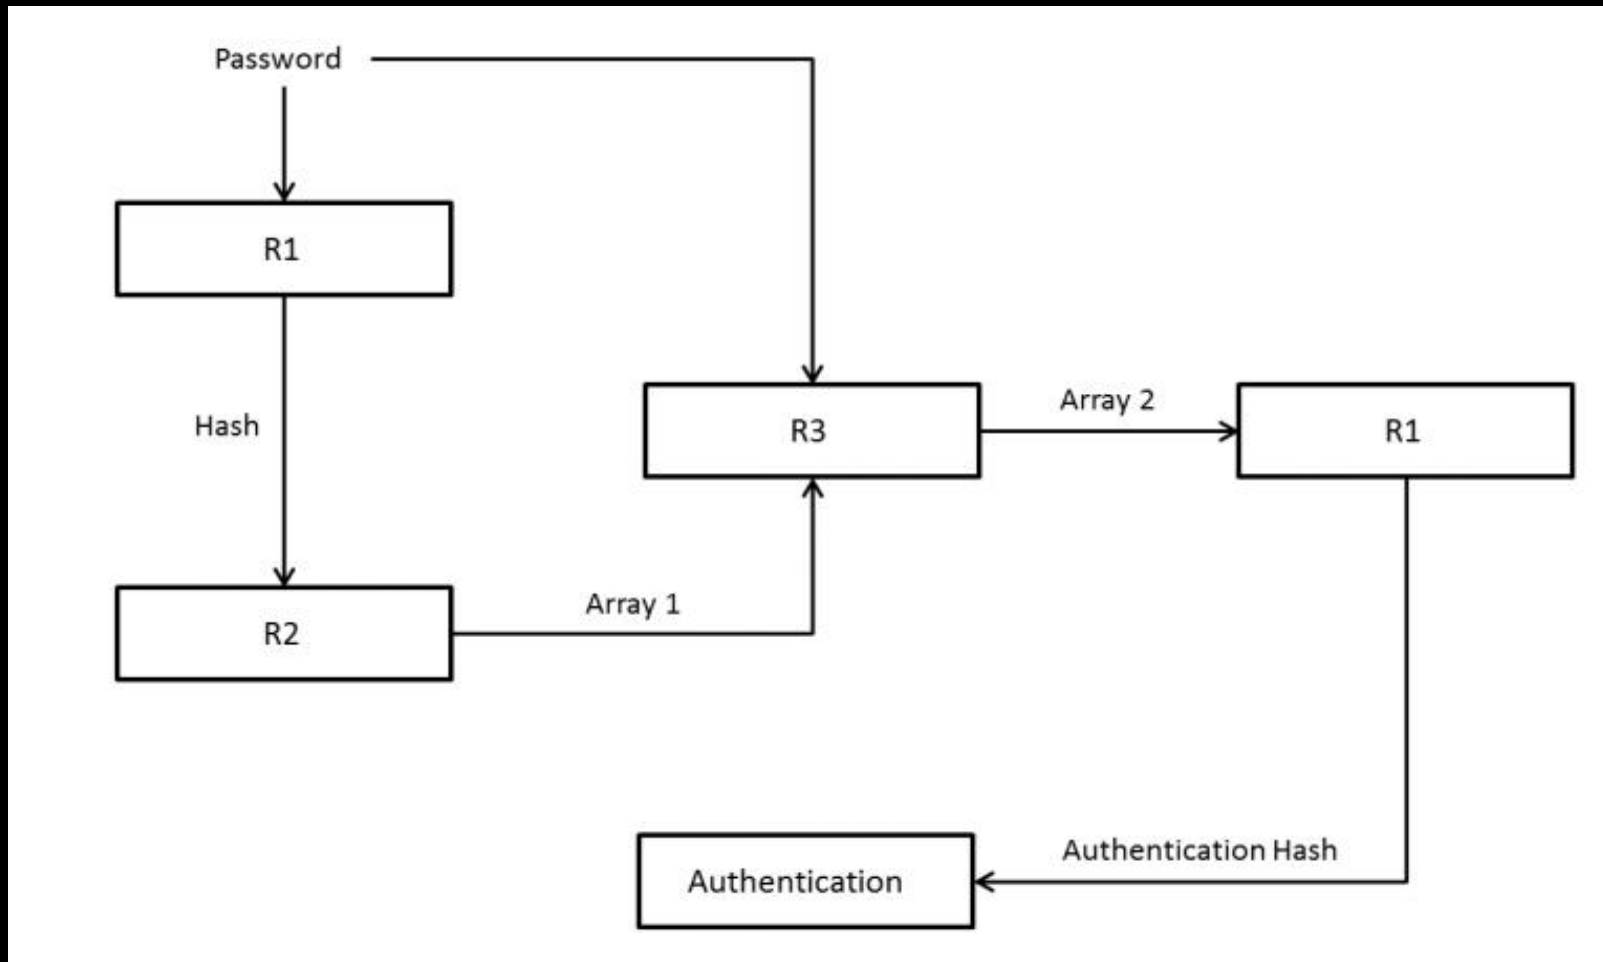 Password
R1
Hash
R3
Array 2
R1
R2
Array 1
Authentication
Authentication Hash